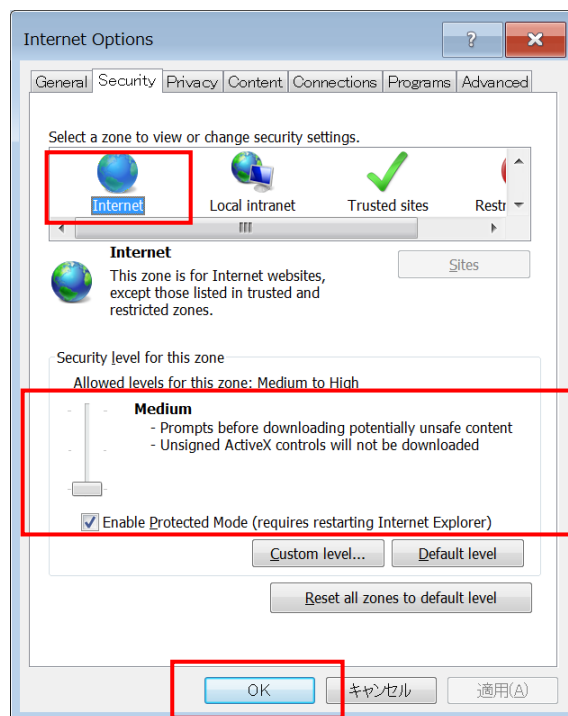 Internet Options
General Security Privacy Content Connections Programs Advanced
Select a zone to view or change security settings.
Internet Local intranet Trusted sites Restr
Internet
Sites
This zone is for Internet websites,
except those listed in trusted and
restricted zones.
Security level for this zone
Allowed levels for this zone: Medium to High
Medium
- Prompts before downloading potentially unsafe content
- Unsigned ActiveX controls will not be downloaded
Enable Protected Mode (requires restarting Internet Explorer)
Custom level... Default level
Reset all zones to default level
OK キャンセル 適用(A)